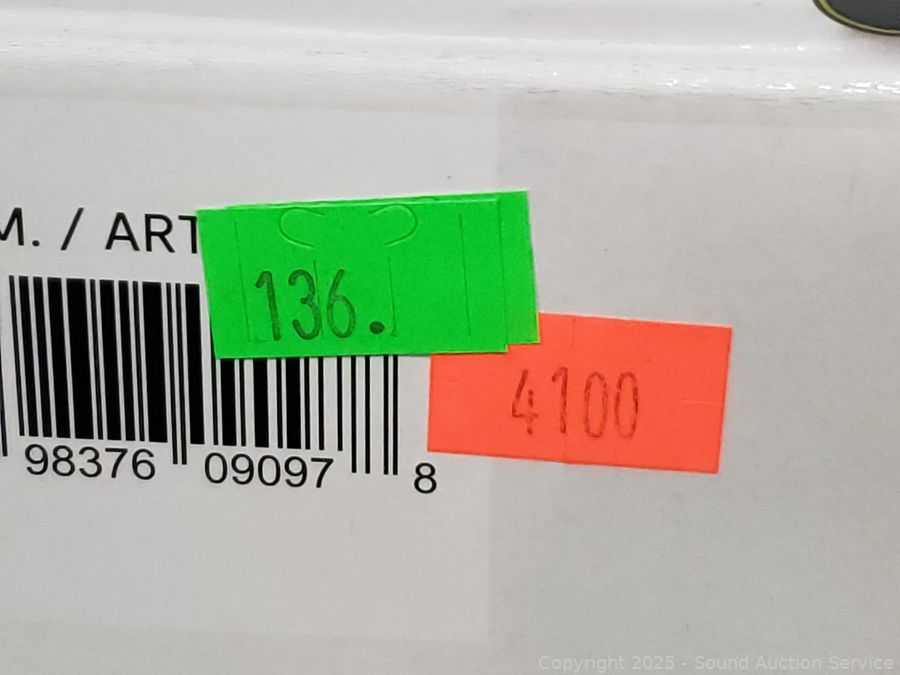 M. / ART
136.
4100
98376 09097 8
Copyright 2025 - Sound Auction Service